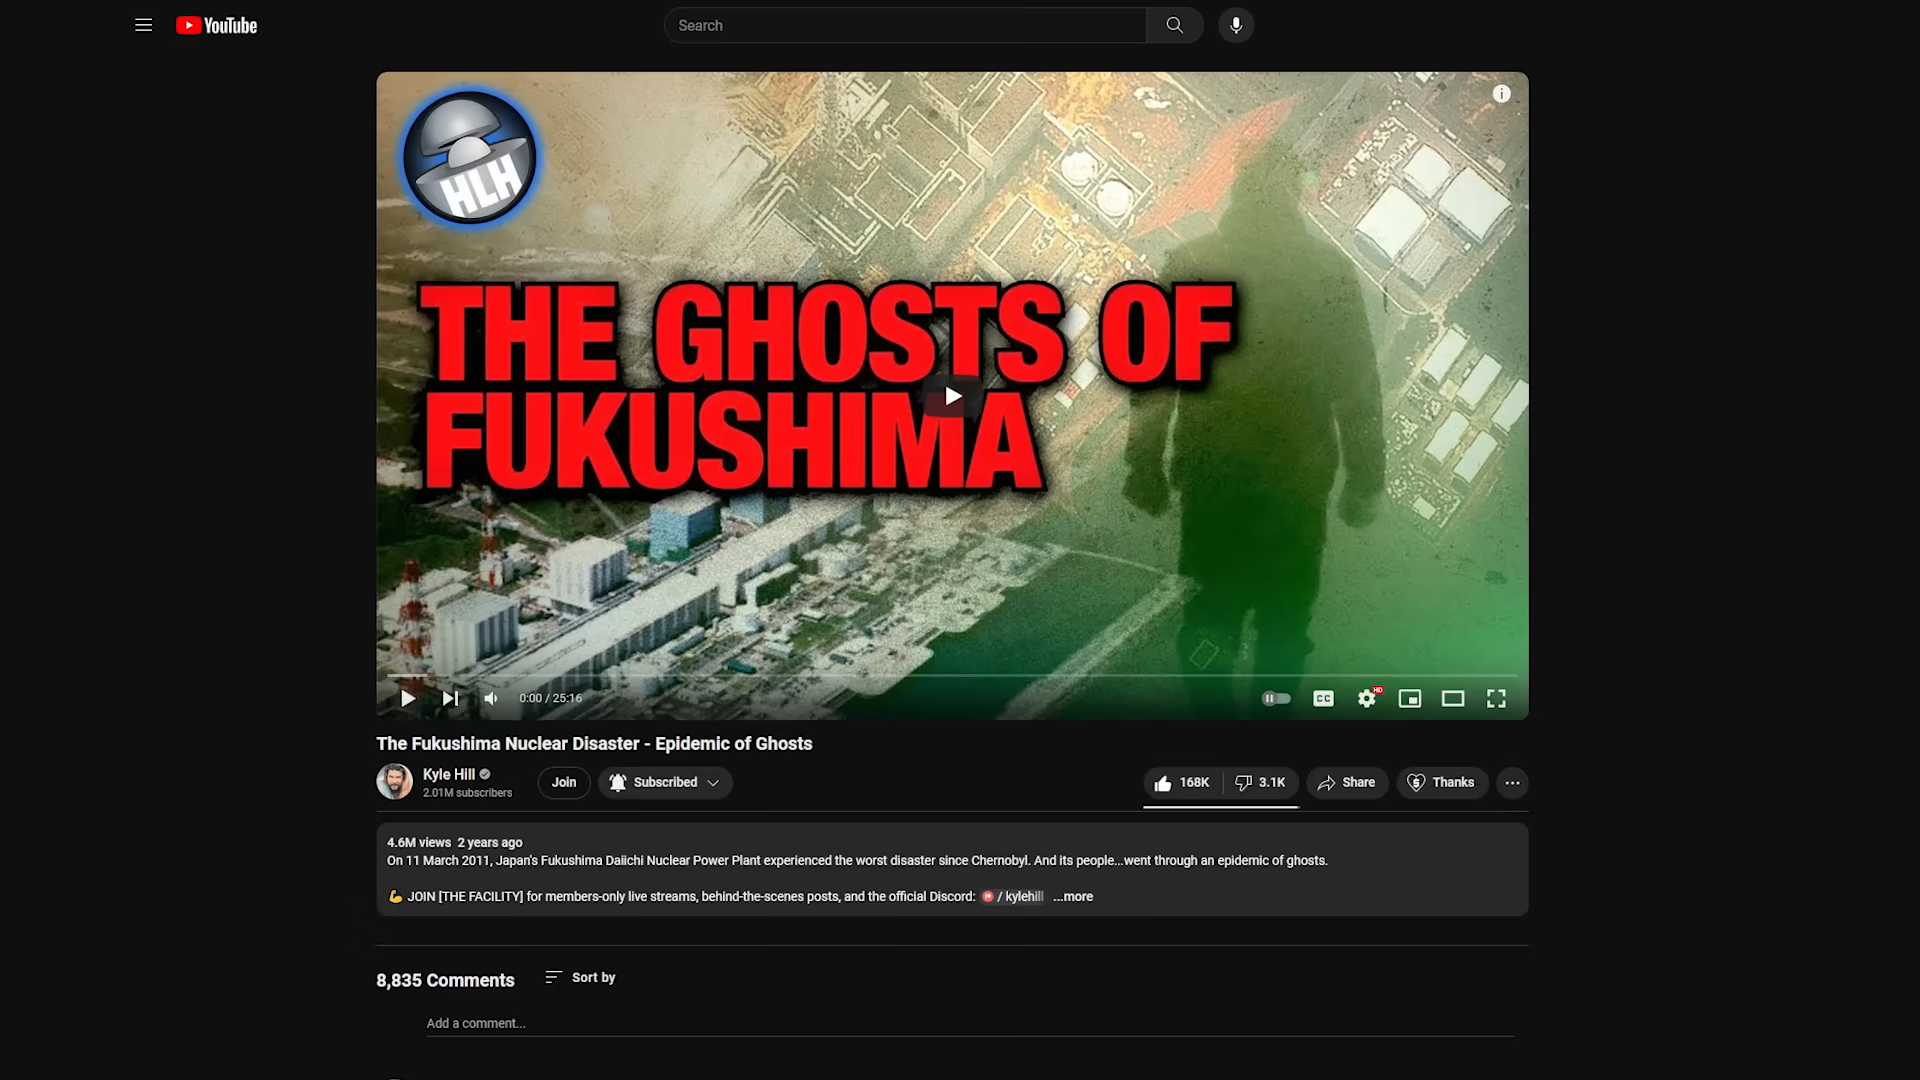 YouTube
Search
HLH
THE GHOSTS OF
FUKUSHIMA
0:00 / 25:16
CC
HD
The Fukushima Nuclear Disaster - Epidemic of Ghosts
Kyle Hill
2.01M subscribers
Join
Subscribed
168K
3.1K
Share
Thanks
4.6M views 2 years ago
On 11 March 2011, Japan's Fukushima Daiichi Nuclear Power Plant experienced the worst disaster since Chernobyl. And its people...went through an epidemic of ghosts.
💪 JOIN [THE FACILITY] for members-only live streams, behind-the-scenes posts, and the official Discord: / kylehill ...more
8,835 Comments
Sort by
Add a comment...